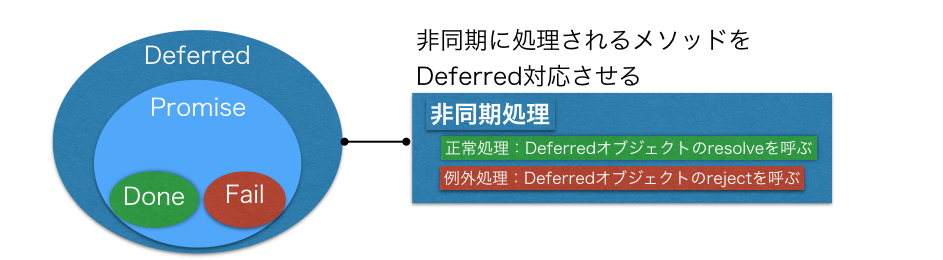 Deferred
Promise
Done
Fail
非同期に処理されるメソッドを
Deferred対応させる
非同期処理
正常処理：Deferredオブジェクトのresolveを呼ぶ
例外処理：Deferredオブジェクトのrejectを呼ぶ